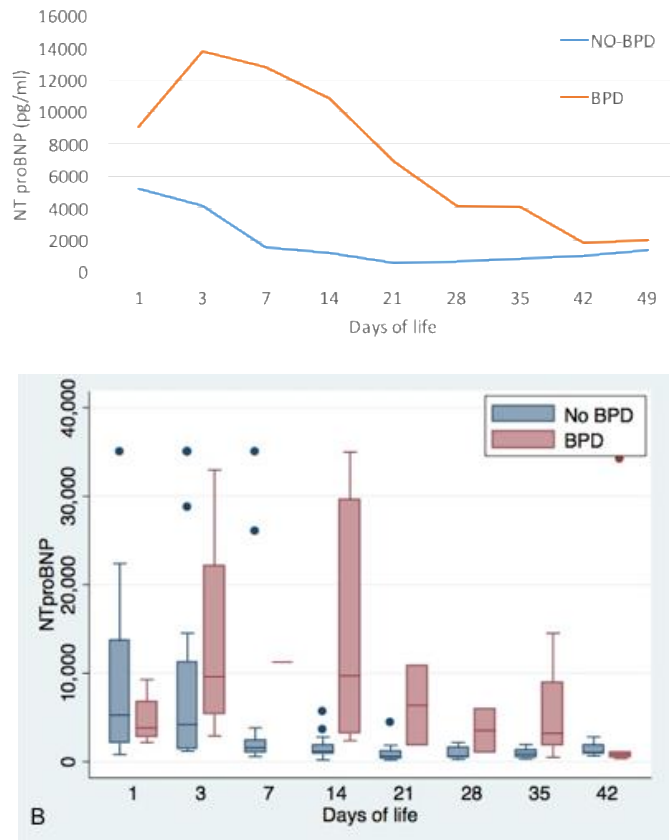 16000
14000
12000
10000
8000
6000
4000
2000
0
NT proBNP (pg/ml)
NO-BPD
BPD
1 3 7 14 21 28 35 42 49
Days of life
No BPD
BPD
40,000
30,000
20,000
10,000
0
NTproBNP
1 3 7 14 21 28 35 42
Days of life
B